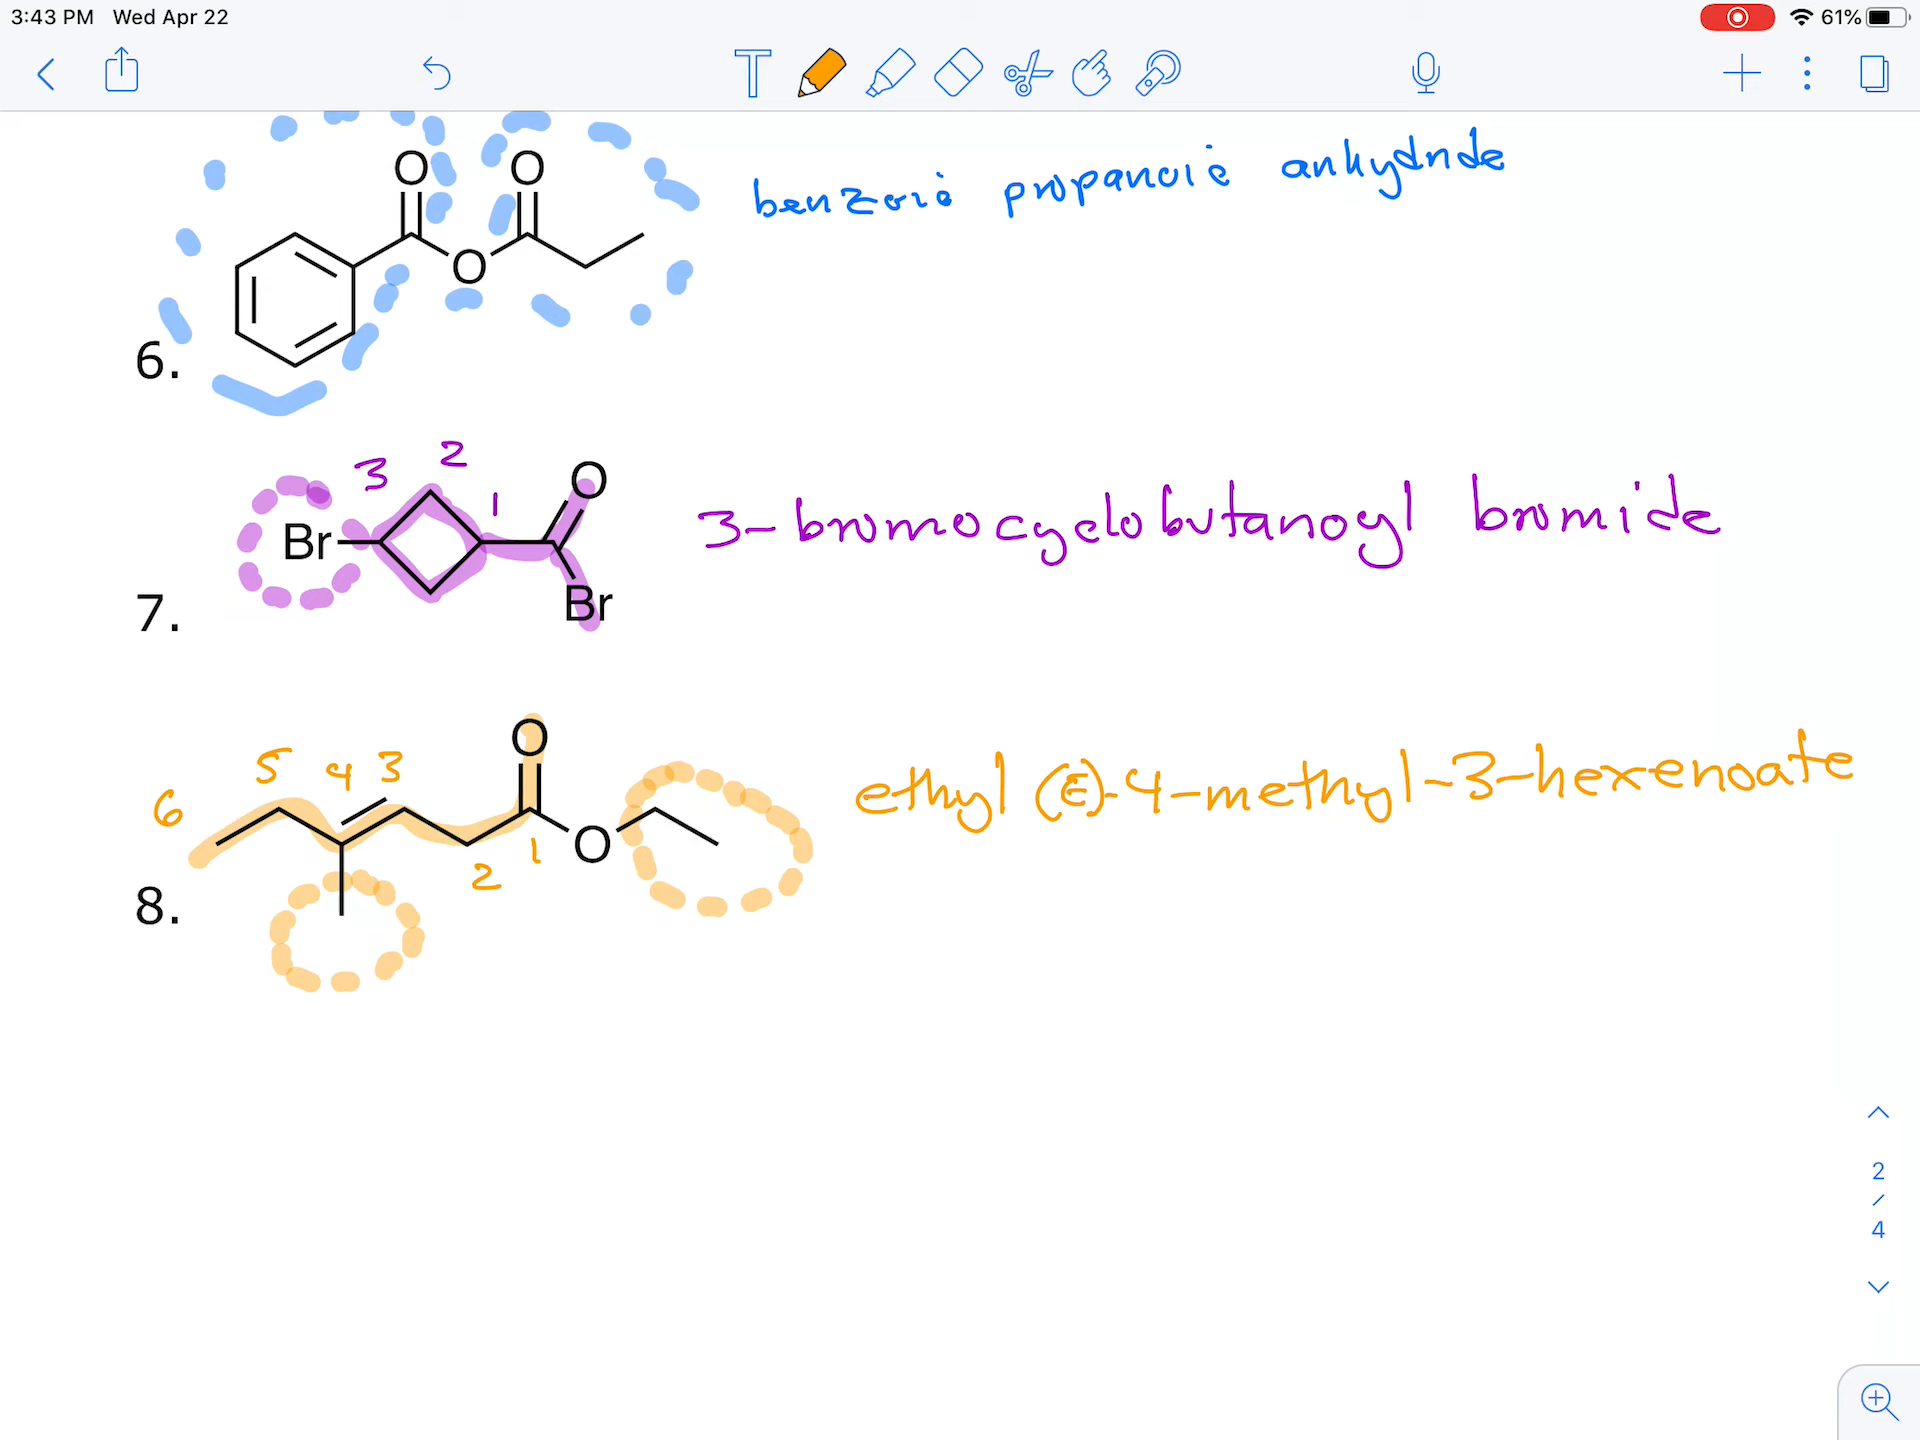 3:43 PM Wed Apr 22
61%
T
benzoic propanoic anhydride
O O
O
6.
3 2 1
O
Br
Br
3-bromocyclobutanoyl bromide
7.
O
6 5 4 3
2 1
O
ethyl (E)-4-methyl-3-hexenoate
8.
2
/
4